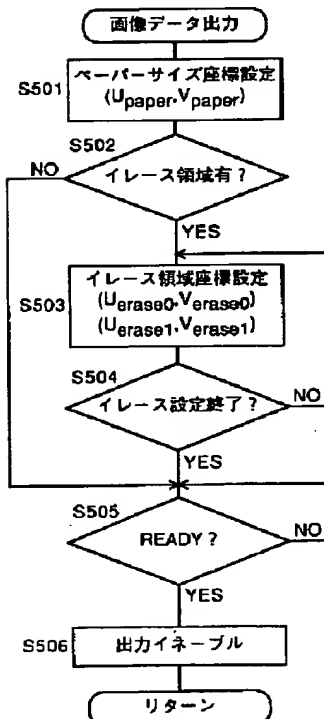 画像データ出力
S501
ペーパーサイズ座標設定
(Upaper,Vpaper)
S502
NO
イレース領域有？
YES
S503
イレース領域座標設定
(Uerase0,Verase0)
(Uerase1,Verase1)
S504
イレース設定終了？
NO
YES
S505
READY？
NO
YES
S506
出力イネーブル
リターン